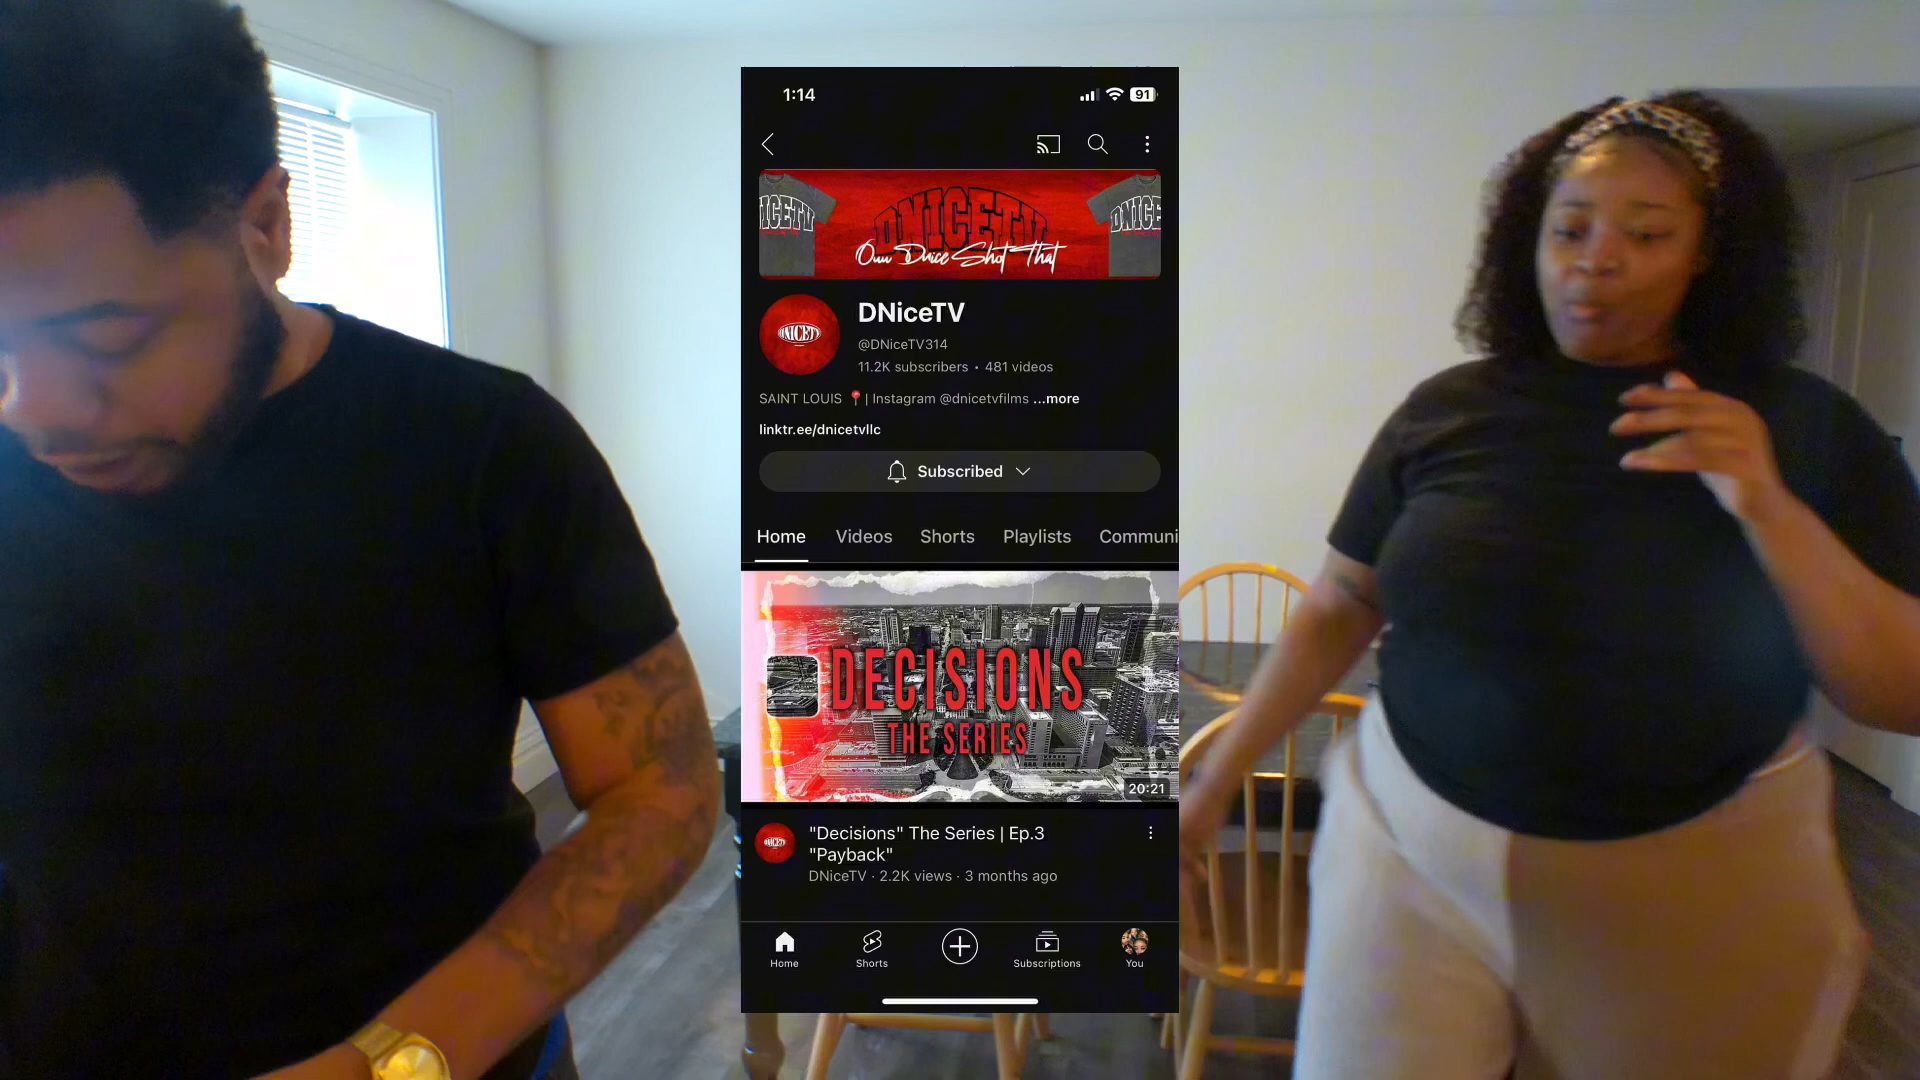 1:14
91
ICETV
DNICETV
DNICE
Ouu Dnice Shot That
DNiceTV
@DNiceTV314
11.2K subscribers • 481 videos
SAINT LOUIS 📍| Instagram @dnicetvfilms ...more
linktr.ee/dnicetvllc
Subscribed
Home Videos Shorts Playlists Communi
DECISIONS
THE SERIES
20:21
"Decisions" The Series | Ep.3
"Payback"
DNiceTV · 2.2K views · 3 months ago
Home Shorts Subscriptions You